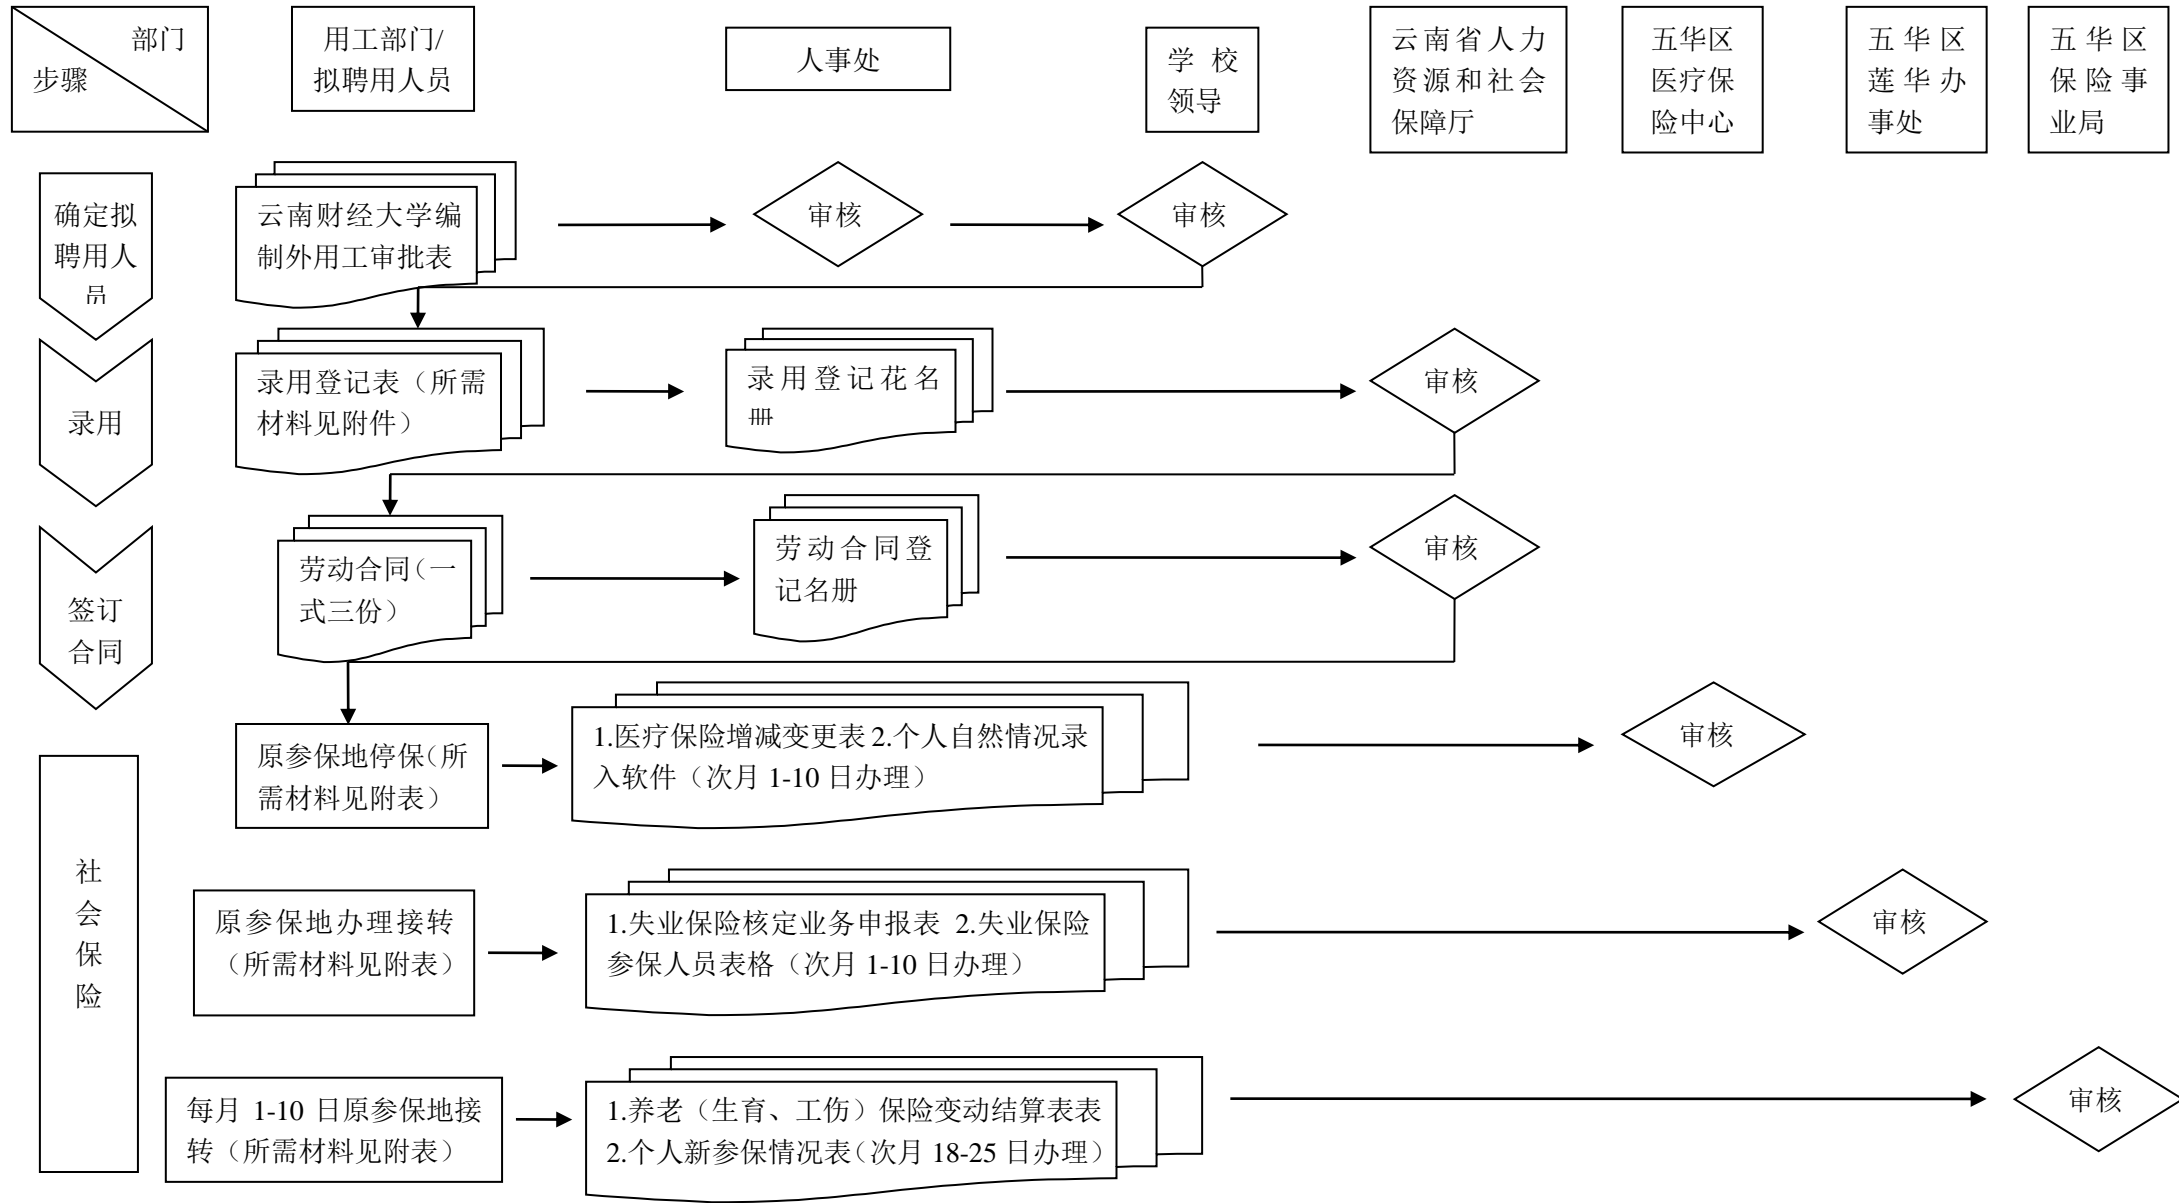 部门
步骤
用工部门/
拟聘用人员
人事处
学 校
领导
云南省人力
资源和社会
保障厅
五华区
医疗保
险中心
五华区
莲华办
事处
五华区
保险事
业局
确定拟
聘用人
员
云南财经大学编
制外用工审批表
审核
审核
录用
录用登记表（所需
材料见附件）
录用登记花名
册
审核
签订
合同
劳动合同（一
式三份）
劳动合同登
记名册
审核
社
会
保
险
原参保地停保（所
需材料见附表）
1.医疗保险增减变更表 2.个人自然情况录
入软件（次月 1-10 日办理）
审核
原参保地办理接转
（所需材料见附表）
1.失业保险核定业务申报表 2.失业保险
参保人员表格（次月 1-10 日办理）
审核
每月 1-10 日原参保地接
转（所需材料见附表）
1.养老（生育、工伤）保险变动结算表表
2.个人新参保情况表（次月 18-25 日办理）
审核